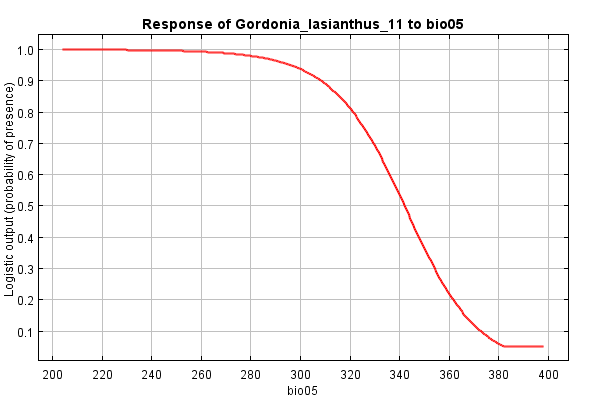 Response of Gordonia_lasianthus_11 to bio05
Logistic output (probability of presence)
1.0
0.9
0.8
0.7
0.6
0.5
0.4
0.3
0.2
0.1
200 220 240 260 280 300 320 340 360 380 400
bio05